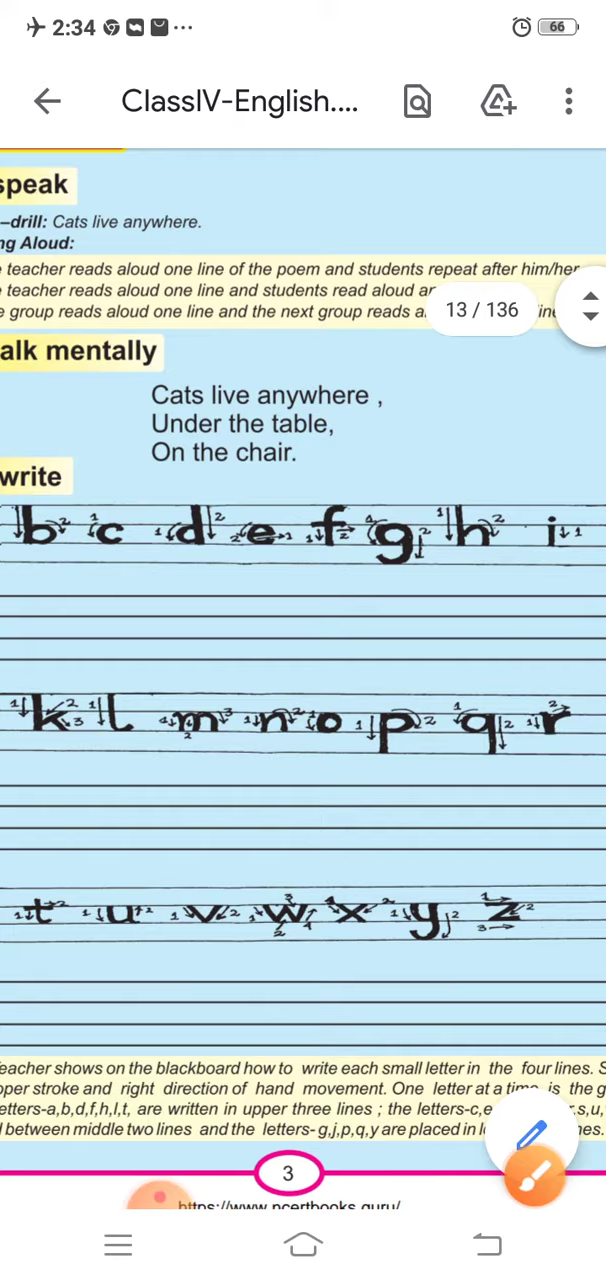 2:34 ...
66
ClassIV-English....
speak
–drill: Cats live anywhere.
ng Aloud:
teacher reads aloud one line of the poem and students repeat after him/her
teacher reads aloud one line and students read aloud
group reads aloud one line and the next group reads
13 / 136
alk mentally
Cats live anywhere ,
Under the table,
On the chair.
write
b c d e f g h i
k l m n o p q r
t u v w x y z
eacher shows on the blackboard how to write each small letter in the four lines. S
oper stroke and right direction of hand movement. One letter at a time is the g
etters-a,b,d,f,h,l,t, are written in upper three lines ; the letters-c,e s,u,
between middle two lines and the letters- g,j,p,q,y are placed in
3
https://www.ncertbooks.guru/